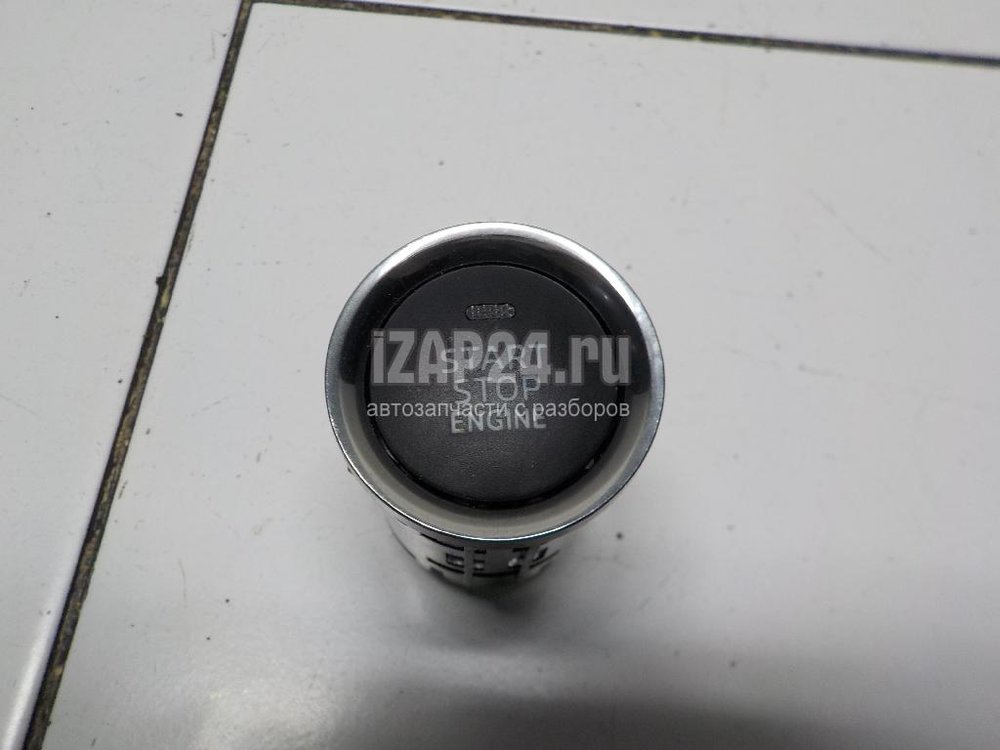 iZAP24.ru
START
STOP
автозапчасти с разборов
ENGINE